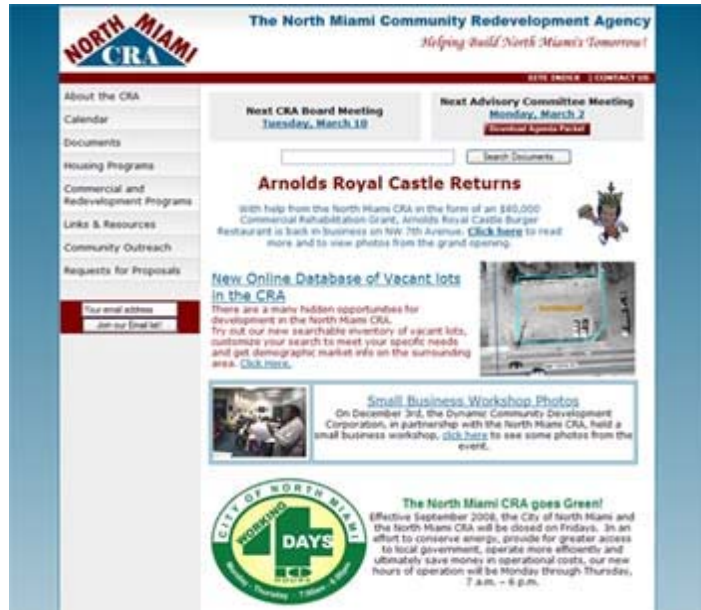 NORTH MIAMI
CRA
The North Miami Community Redevelopment Agency
Helping Build North Miami's Tomorrow!
SITE INDEX | CONTACT US
About the CRA
Calendar
Documents
Housing Programs
Commercial and
Redevelopment Programs
Links & Resources
Community Outreach
Requests for Proposals
Your email address
Join our Email list!
Next CRA Board Meeting
Tuesday, March 10
Next Advisory Committee Meeting
Monday, March 2
Download Agenda Packet
Search Documents
Arnolds Royal Castle Returns
With help from the North Miami CRA in the form of an $80,000
Commercial Rehabilitation Grant, Arnolds Royal Castle Burger
Restaurant is back in business on NW 7th Avenue. Click here to read
more and to view photos from the grand opening.
New Online Database of Vacant lots
in the CRA
There are a many hidden opportunities for
development in the North Miami CRA.
Try out our new searchable inventory of vacant lots,
customize your search to meet your specific needs
and get demographic market info on the surrounding
area. Click Here.
Small Business Workshop Photos
On December 3rd, the Dynamic Community Development
Corporation, in partnership with the North Miami CRA, held a
small business workshop, click here to see some photos from the
event.
CITY OF NORTH MIAMI
WORKING
4
DAYS
10
HOURS
Monday - Thursday - 7:00am - 6:00pm
The North Miami CRA goes Green!
Effective September 2008, the City of North Miami and
the North Miami CRA will be closed on Fridays. In an
effort to conserve energy, provide for greater access
to local government, operate more efficiently and
ultimately save money in operational costs, our new
hours of operation will be Monday through Thursday,
7 a.m. – 6 p.m.